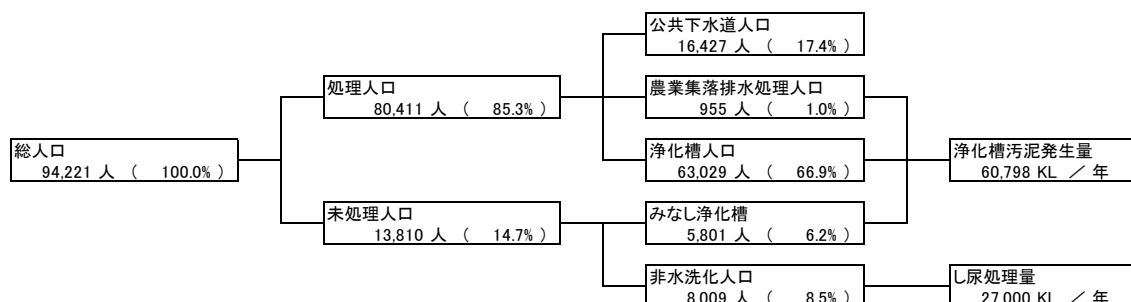 総人口
94,221 人 ( 100.0% )
処理人口
80,411 人 ( 85.3% )
未処理人口
13,810 人 ( 14.7% )
公共下水道人口
16,427 人 ( 17.4% )
農業集落排水処理人口
955 人 ( 1.0% )
浄化槽人口
63,029 人 ( 66.9% )
みなし浄化槽
5,801 人 ( 6.2% )
非水洗化人口
8,009 人 ( 8.5% )
浄化槽汚泥発生量
60,798 KL / 年
し尿処理量
27,000 KL / 年